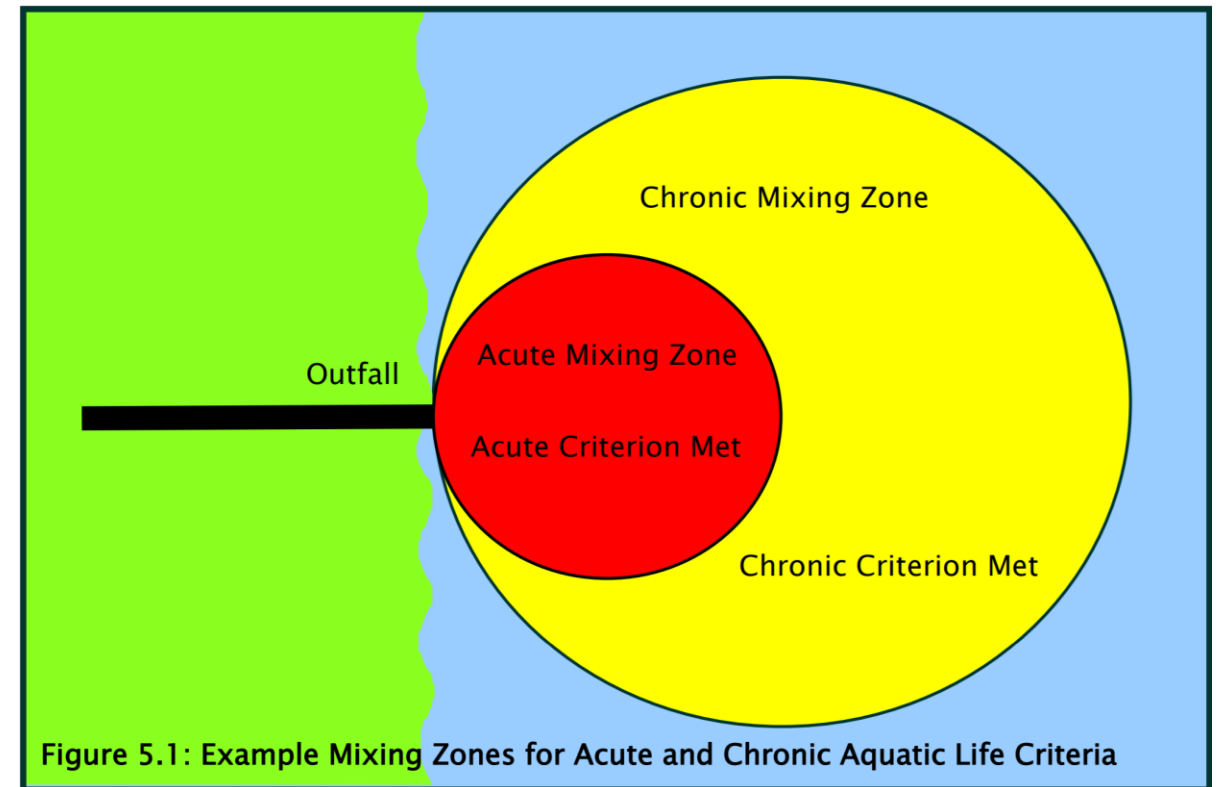 Chronic Mixing Zone
Acute Mixing Zone
Outfall
Acute Criterion Met
Chronic Criterion Met
Figure 5.1: Example Mixing Zones for Acute and Chronic Aquatic Life Criteria